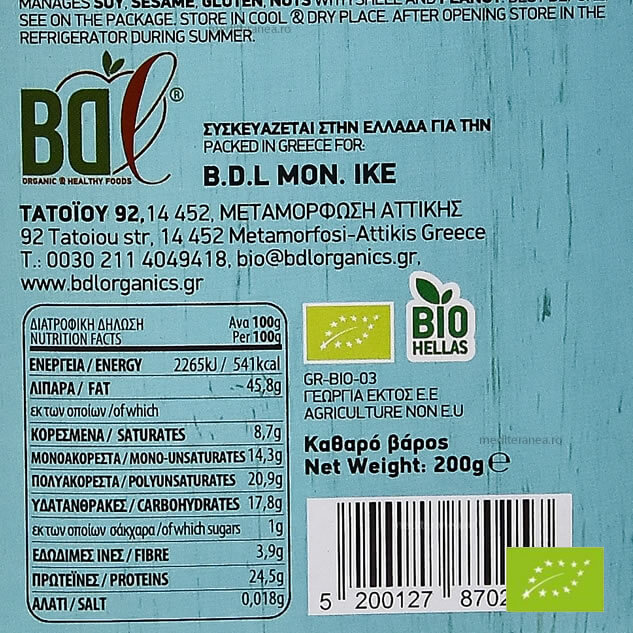 MANAGES SOY, SESAME, GLUTEN, NUTS WITH SHELL AND PEANUT.
SEE ON THE PACKAGE. STORE IN COOL & DRY PLACE. AFTER OPENING STORE IN THE
REFRIGERATOR DURING SUMMER.
BDL®
ORGANIC & HEALTHY FOODS
ΣΥΣΚΕΥΑΖΕΤΑΙ ΣΤΗΝ ΕΛΛΑΔΑ ΓΙΑ ΤΗΝ
PACKED IN GREECE FOR:
B.D.L MON. IKE
ΤΑΤΟΪΟΥ 92, 14 452, ΜΕΤΑΜΟΡΦΩΣΗ ΑΤΤΙΚΗΣ
92 Tatoiou str, 14 452 Metamorfosi-Attikis Greece
T.: 0030 211 4049418, bio@bdlorganics.gr,
www.bdlorganics.gr
ΔΙΑΤΡΟΦΙΚΗ ΔΗΛΩΣΗ Ανα 100g
NUTRITION FACTS Per 100g
ΕΝΕΡΓΕΙΑ / ENERGY 2265kJ / 541kcal
ΛΙΠΑΡΑ / FAT 45,8g
εκ των οποίων /of which
ΚΟΡΕΣΜΕΝΑ / SATURATES 8,7g
ΜΟΝΟΑΚΟΡΕΣΤΑ / MONO-UNSATURATES 14,3g
ΠΟΛΥΑΚΟΡΕΣΤΑ / POLYUNSATURATES 20,9g
ΥΔΑΤΑΝΘΡΑΚΕΣ / CARBOHYDRATES 17,8g
εκ των οποίων σάκχαρα /of which sugars 1g
ΕΔΩΔΙΜΕΣ ΙΝΕΣ / FIBRE 3,9g
ΠΡΩΤΕΪΝΕΣ / PROTEINS 24,5g
ΑΛΑΤΙ / SALT 0,018g
BIO
HELLAS
GR-BIO-03
ΓΕΩΡΓΙΑ ΕΚΤΟΣ Ε.Ε
AGRICULTURE NON E.U
mediteranea.ro
Καθαρό βάρος
Net Weight: 200g ℮
5 200127 8702